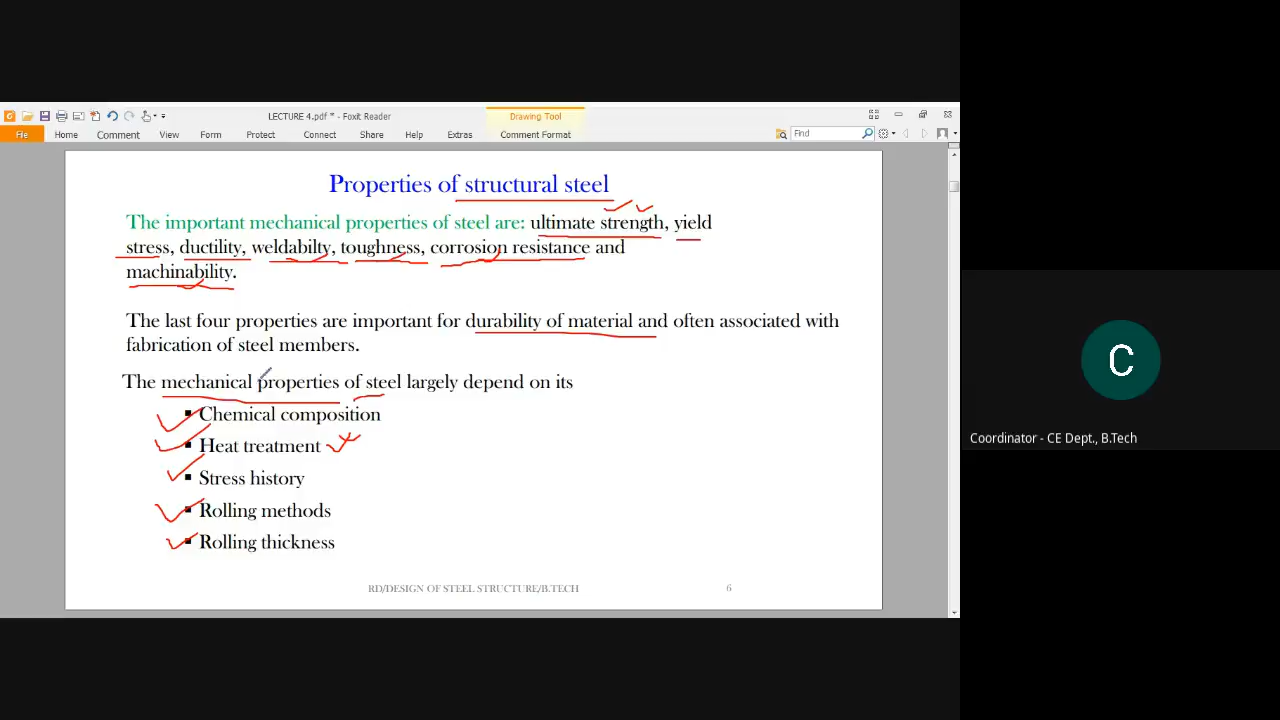 LECTURE 4.pdf * - Foxit Reader
Drawing Tool
File
Home
Comment
View
Form
Protect
Connect
Share
Help
Extras
Comment Format
Find
Properties of structural steel
The important mechanical properties of steel are: ultimate strength, yield
stress, ductility, weldabilty, toughness, corrosion resistance and
machinability.
The last four properties are important for durability of material and often associated with
fabrication of steel members.
The mechanical properties of steel largely depend on its
▪ Chemical composition
▪ Heat treatment
▪ Stress history
▪ Rolling methods
▪ Rolling thickness
RD/DESIGN OF STEEL STRUCTURE/B.TECH
6
C
Coordinator - CE Dept., B.Tech